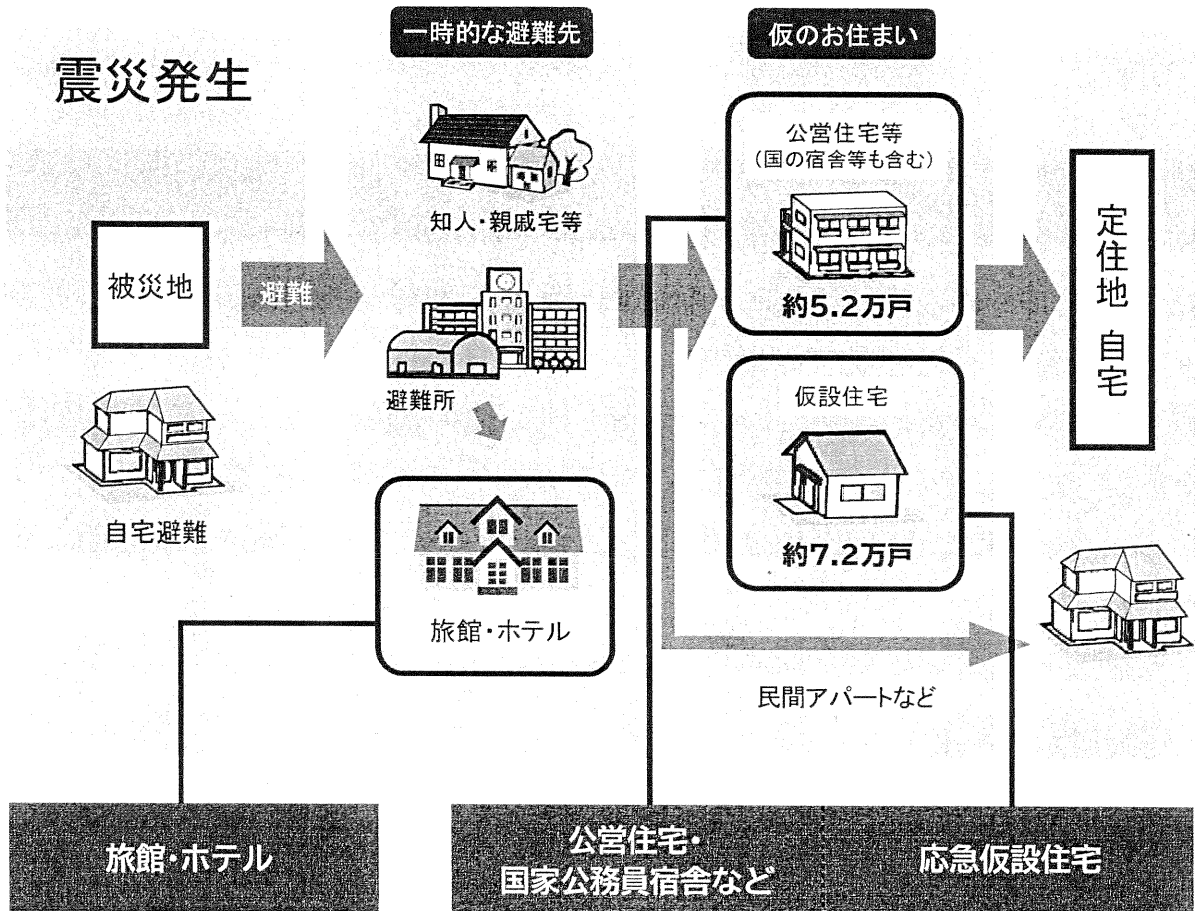 震災発生
一時的な避難先
仮のお住まい
被災地
避難
自宅避難
知人・親戚宅等
避難所
旅館・ホテル
公営住宅等
(国の宿舎等も含む)
約5.2万戸
仮設住宅
約7.2万戸
民間アパートなど
定住地 自宅
旅館・ホテル
公営住宅・
国家公務員宿舎など
応急仮設住宅